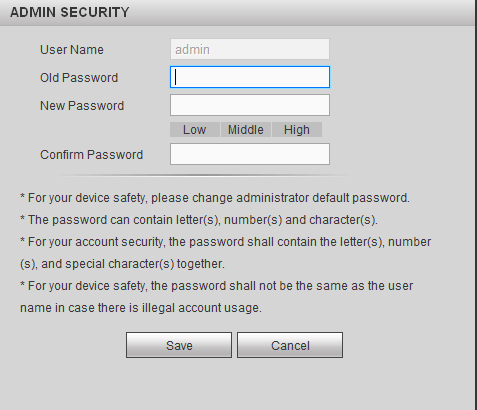 ADMIN SECURITY
User Name admin
Old Password
New Password
Low Middle High
Confirm Password
* For your device safety, please change administrator default password.
* The password can contain letter(s), number(s) and character(s).
* For your account security, the password shall contain the letter(s), number
(s), and special character(s) together.
* For your device safety, the password shall not be the same as the user
name in case there is illegal account usage.
Save Cancel